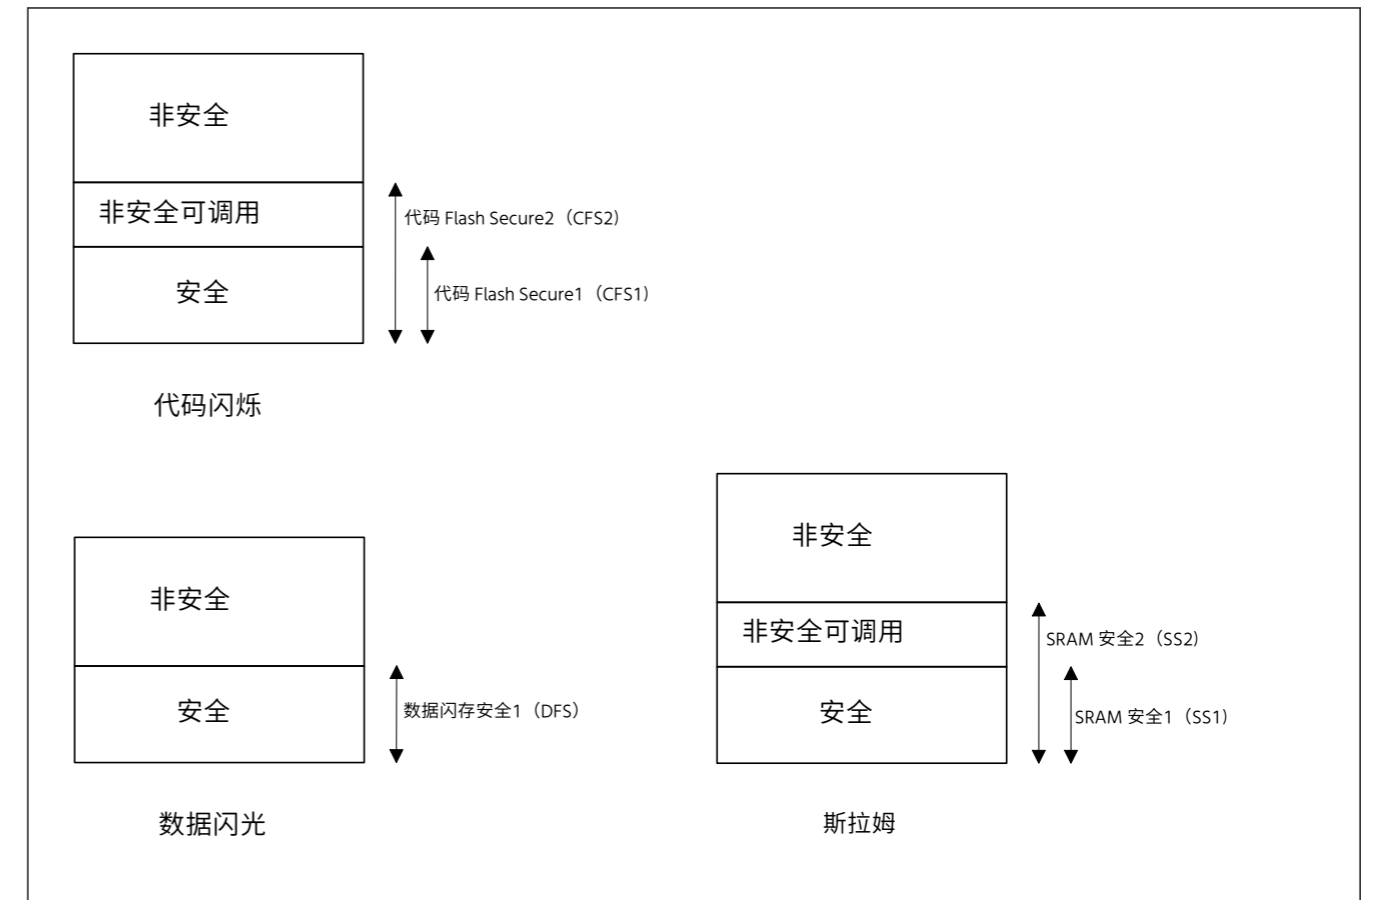 非安全
非安全可调用
代码 Flash Secure2（CFS2）
安全
代码 Flash Secure1（CFS1）
代码闪烁
非安全
安全
数据闪存安全1（DFS）
数据闪光
非安全
非安全可调用
SRAM 安全2（SS2）
安全
SRAM 安全1（SS1）
斯拉姆